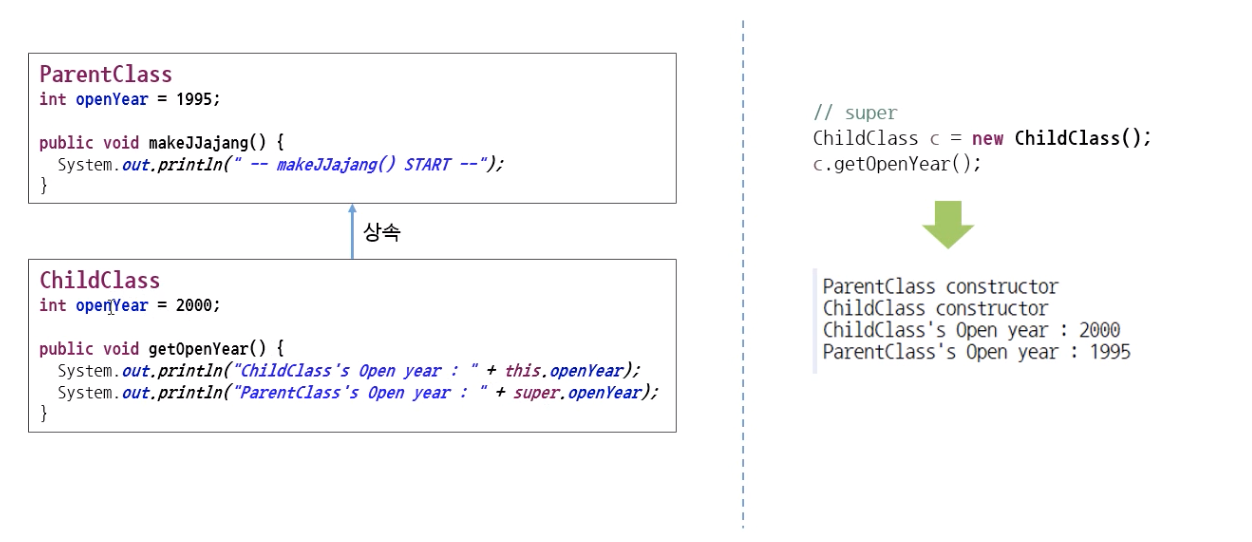 ParentClass
int openYear = 1995;
public void makeJJajang() {
System.out.println(" -- makeJJajang() START --");
}
상속
ChildClass
int openYear = 2000;
public void getOpenYear() {
System.out.println("ChildClass's Open year : " + this.openYear);
System.out.println("ParentClass's Open year : " + super.openYear);
}
// super
ChildClass c = new ChildClass();
c.getOpenYear();
ParentClass constructor
ChildClass constructor
ChildClass's Open year : 2000
ParentClass's Open year : 1995